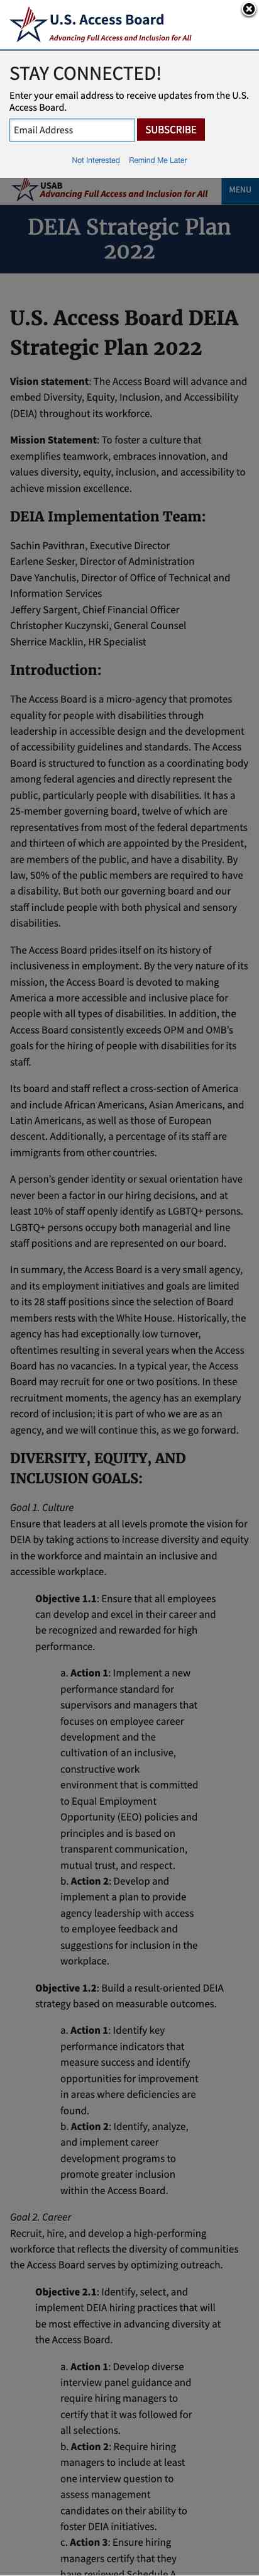 U.S. Access Board
Advancing Full Access and Inclusion for All
STAY CONNECTED!
Enter your email address to receive updates from the U.S.
Access Board.
Email Address
SUBSCRIBE
Not Interested
Remind Me Later
USAB
Advancing Full Access and Inclusion for All
MENU
DEIA Strategic Plan
2022
U.S. Access Board DEIA
Strategic Plan 2022
Vision statement: The Access Board will advance and
embed Diversity, Equity, Inclusion, and Accessibility
(DEIA) throughout its workforce.
Mission Statement: To foster a culture that
exemplifies teamwork, embraces innovation, and
values diversity, equity, inclusion, and accessibility to
achieve mission excellence.
DEIA Implementation Team:
Sachin Pavithran, Executive Director
Earlene Sesker, Director of Administration
Dave Yanchulis, Director of Office of Technical and
Information Services
Jeffery Sargent, Chief Financial Officer
Christopher Kuczynski, General Counsel
Sherrice Macklin, HR Specialist
Introduction:
The Access Board is a micro-agency that promotes
equality for people with disabilities through
leadership in accessible design and the development
of accessibility guidelines and standards. The Access
Board is structured to function as a coordinating body
among federal agencies and directly represent the
public, particularly people with disabilities. It has a
25-member governing board, twelve of which are
representatives from most of the federal departments
and thirteen of which are appointed by the President,
are members of the public, and have a disability. By
law, 50% of the public members are required to have
a disability. But both our governing board and our
staff include people with both physical and sensory
disabilities.
The Access Board prides itself on its history of
inclusiveness in employment. By the very nature of its
mission, the Access Board is devoted to making
America a more accessible and inclusive place for
people with all types of disabilities. In addition, the
Access Board consistently exceeds OPM and OMB's
goals for the hiring of people with disabilities for its
staff.
Its board and staff reflect a cross-section of America
and include African Americans, Asian Americans, and
Latin Americans, as well as those of European
descent. Additionally, a percentage of its staff are
immigrants from other countries.
A person's gender identity or sexual orientation have
never been a factor in our hiring decisions, and at
least 10% of staff openly identify as LGBTQ+ persons.
LGBTQ+ persons occupy both managerial and line
staff positions and are represented on our board.
In summary, the Access Board is a very small agency,
and its employment initiatives and goals are limited
to its 28 staff positions since the selection of Board
members rests with the White House. Historically, the
agency has had exceptionally low turnover,
oftentimes resulting in several years when the Access
Board has no vacancies. In a typical year, the Access
Board may recruit for one or two positions. In these
recruitment moments, the agency has an exemplary
record of inclusion; it is part of who we are as an
agency, and we will continue this, as we go forward.
DIVERSITY, EQUITY, AND
INCLUSION GOALS:
Goal 1. Culture
Ensure that leaders at all levels promote the vision for
DEIA by taking actions to increase diversity and equity
in the workforce and maintain an inclusive and
accessible workplace.
Objective 1.1: Ensure that all employees
can develop and excel in their career and
be recognized and rewarded for high
performance.
a. Action 1: Implement a new
performance standard for
supervisors and managers that
focuses on employee career
development and the
cultivation of an inclusive,
constructive work
environment that is committed
to Equal Employment
Opportunity (EEO) policies and
principles and is based on
transparent communication,
mutual trust, and respect.
b. Action 2: Develop and
implement a plan to provide
agency leadership with access
to employee feedback and
suggestions for inclusion in the
workplace.
Objective 1.2: Build a result-oriented DEIA
strategy based on measurable outcomes.
a. Action 1: Identify key
performance indicators that
measure success and identify
opportunities for improvement
in areas where deficiencies are
found.
b. Action 2: Identify, analyze,
and implement career
development programs to
promote greater inclusion
within the Access Board.
Goal 2. Career
Recruit, hire, and develop a high-performing
workforce that reflects the diversity of communities
the Access Board serves by optimizing outreach.
Objective 2.1: Identify, select, and
implement DEIA hiring practices that will
be most effective in advancing diversity at
the Access Board.
a. Action 1: Develop diverse
interview panel guidance and
require hiring managers to
certify that it was followed for
all selections.
b. Action 2: Require hiring
managers to include at least
one interview question to
assess management
candidates on their ability to
foster DEIA initiatives.
c. Action 3: Ensure hiring
managers certify that they
have reviewed Schedule A